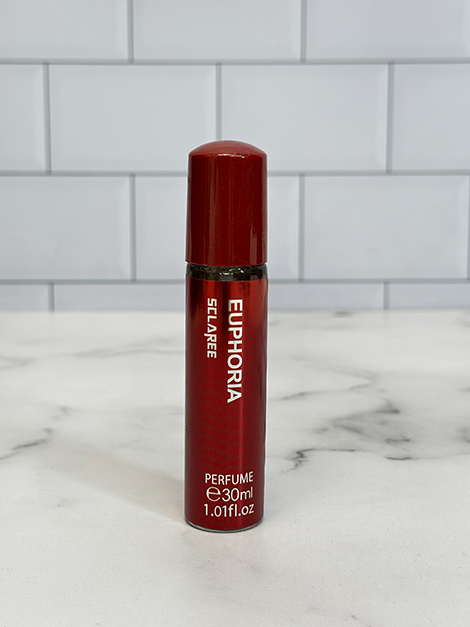 EUPHORIA
SCLAREE
PERFUME
℮30ml
1.01fl.oz